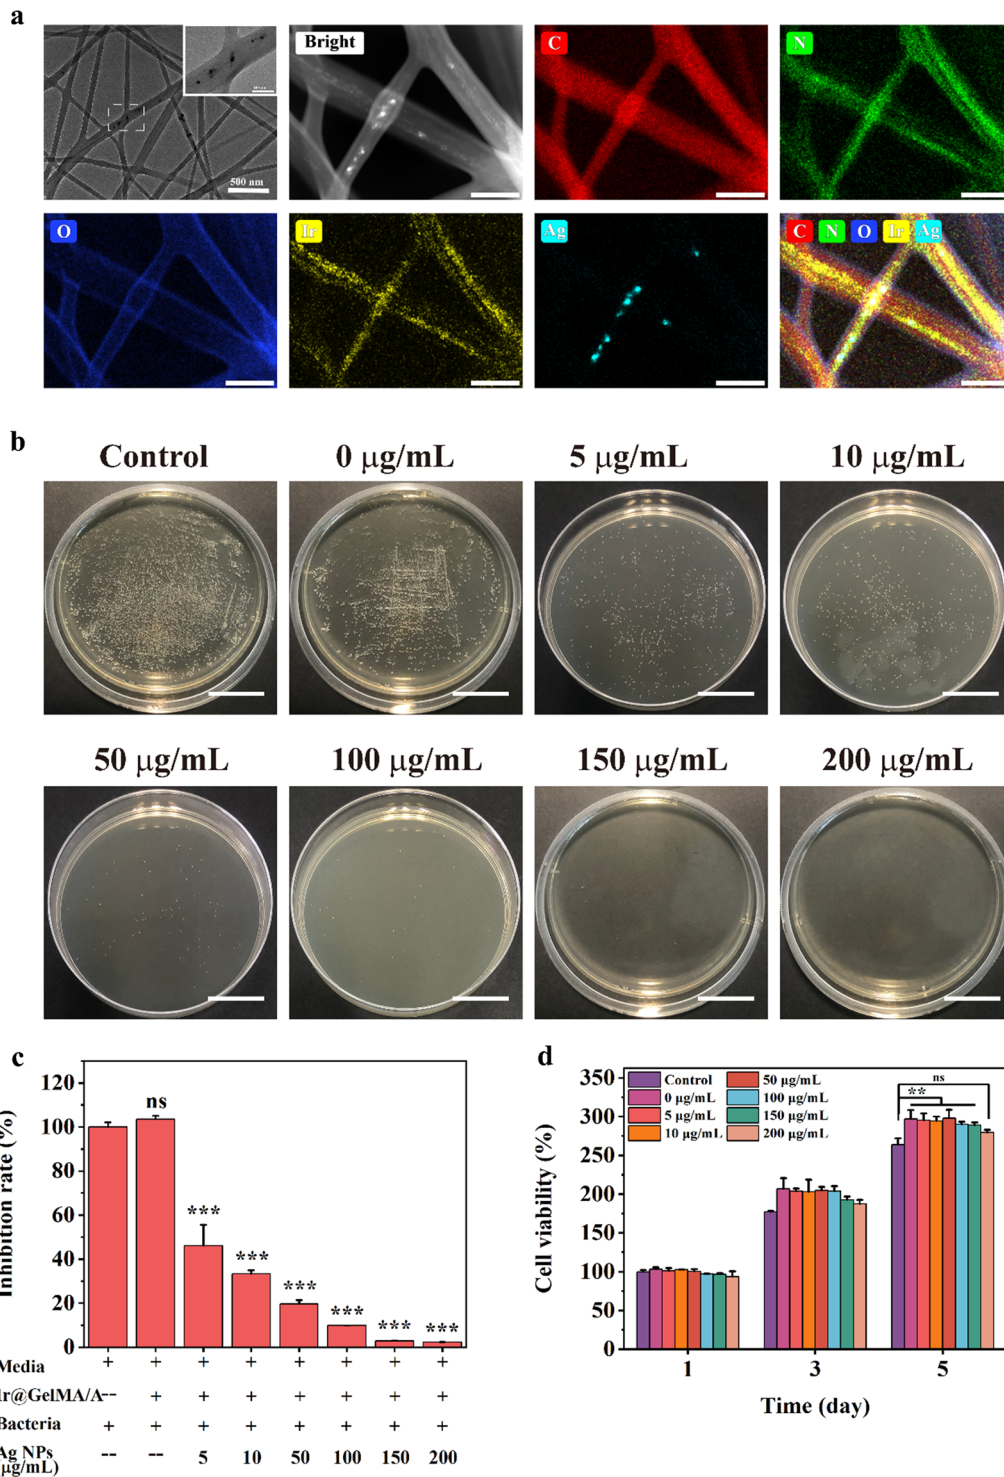 a
500 nm
Bright
C
N
O
Ir
Ag
C N O Ir Ag
b
Control
0 μg/mL
5 μg/mL
10 μg/mL
50 μg/mL
100 μg/mL
150 μg/mL
200 μg/mL
c
Inhibition rate (%)
120
100
80
60
40
20
0
ns
***
***
***
***
***
***
Media + + + + + + + +
Ir@GelMA/A -- + + + + + + +
Bacteria + + + + + + + +
Ag NPs -- -- 5 10 50 100 150 200
(μg/mL)
d
Cell viability (%)
350
300
250
200
150
100
50
0
Control
0 μg/mL
5 μg/mL
10 μg/mL
50 μg/mL
100 μg/mL
150 μg/mL
200 μg/mL
ns
**
1 3 5
Time (day)